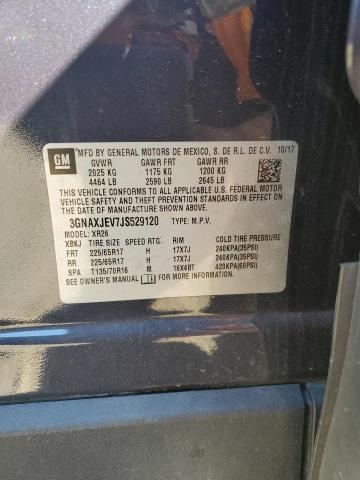 GM
MFD BY GENERAL MOTORS DE MEXICO, S. DE R.L. DE C.V. 10/17
GVWR GAWR FRT GAWR RR
2025 KG 1175 KG 1200 KG
4464 LB 2590 LB 2645 LB
THIS VEHICLE CONFORMS TO ALL APPLICABLE U.S. FEDERAL MOTOR
VEHICLE SAFETY, BUMPER, AND THEFT PREVENTION STANDARDS
IN EFFECT ON THE DATE OF MANUFACTURE SHOWN ABOVE.
3GNAXJEV7JS529120 TYPE: M.P.V.
MODEL: XR26
XBKJ TIRE SIZE SPEED RTG. RIM COLD TIRE PRESSURE
FRT 225/65R17 H 17X7J 240KPA(35PSI)
RR 225/65R17 H 17X7J 240KPA(35PSI)
SPA T135/70R16 M 16X4BT 420KPA(60PSI)
SEE OWNER'S MANUAL FOR MORE INFORMATION